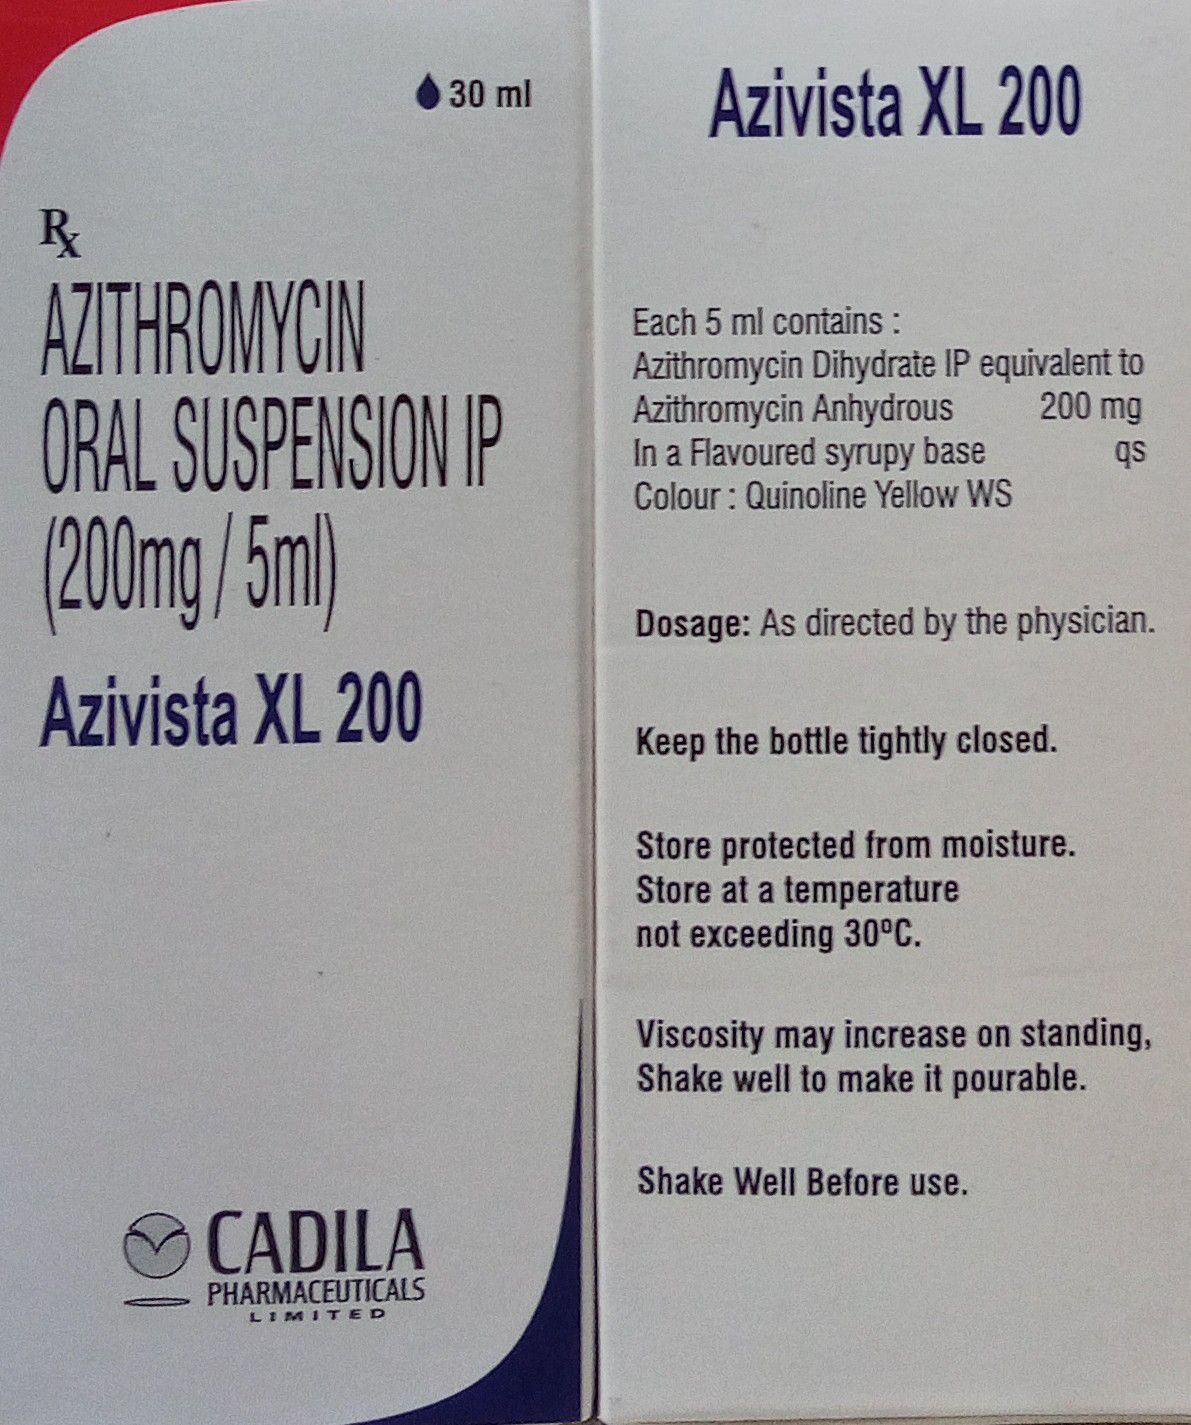 30 ml
Rx
AZITHROMYCIN
ORAL SUSPENSION IP
(200mg / 5ml)
Azivista XL 200
CADILA
PHARMACEUTICALS
LIMITED
Azivista XL 200
Each 5 ml contains :
Azithromycin Dihydrate IP equivalent to
Azithromycin Anhydrous 200 mg
In a Flavoured syrupy base qs
Colour : Quinoline Yellow WS
Dosage: As directed by the physician.
Keep the bottle tightly closed.
Store protected from moisture.
Store at a temperature
not exceeding 30ºC.
Viscosity may increase on standing,
Shake well to make it pourable.
Shake Well Before use.